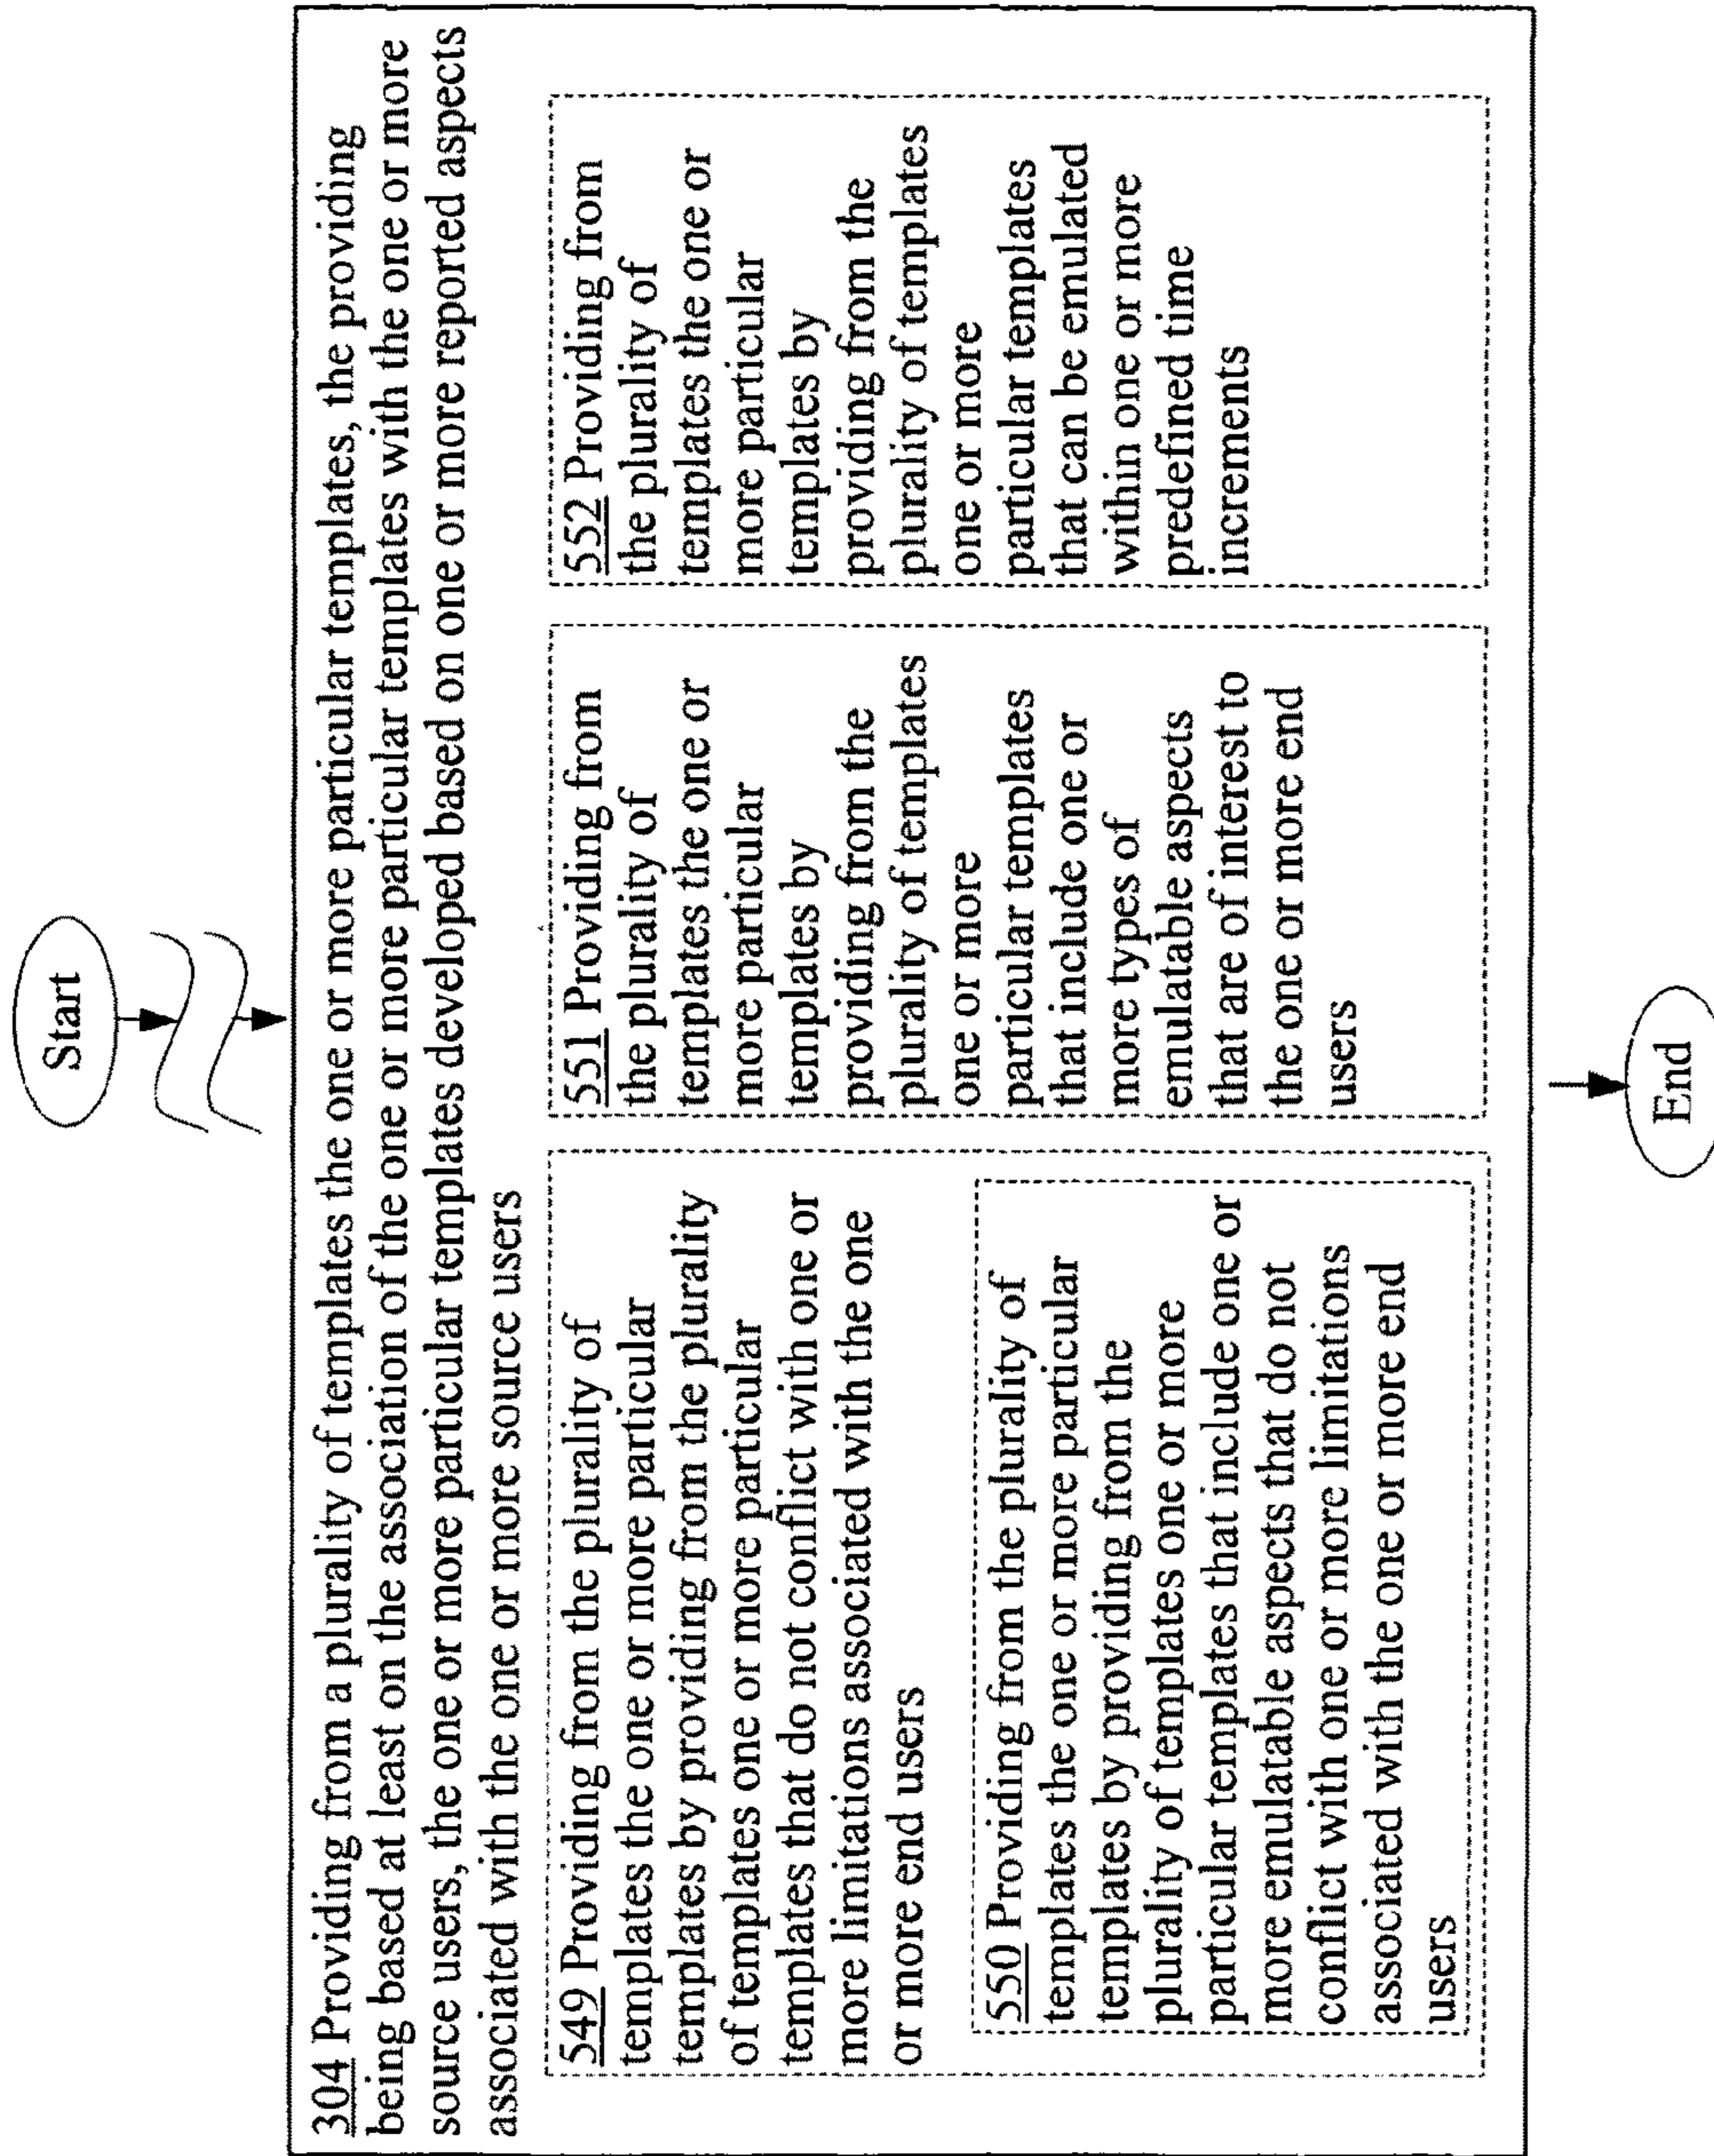 Start
304 Providing from a plurality of templates the one or more particular templates, the providing
being based at least on the association of the one or more particular templates with the one or more
source users, the one or more particular templates developed based on one or more reported aspects
associated with the one or more source users
549 Providing from the plurality of
templates the one or more particular
templates by providing from the plurality
of templates one or more particular
templates that do not conflict with one or
more limitations associated with the one
or more end users
550 Providing from the plurality of
templates the one or more particular
templates by providing from the
plurality of templates one or more
particular templates that include one or
more emulatable aspects that do not
conflict with one or more limitations
associated with the one or more end
users
551 Providing from
the plurality of
templates the one or
more particular
templates by
providing from the
plurality of templates
one or more
particular templates
that include one or
more types of
emulatable aspects
that are of interest to
the one or more end
users
552 Providing from
the plurality of
templates the one or
more particular
templates by
providing from the
plurality of templates
one or more
particular templates
that can be emulated
within one or more
predefined time
increments
End